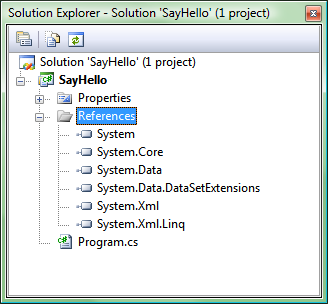 Solution Explorer - Solution 'SayHello' (1 project)
Solution 'SayHello' (1 project)
SayHello
Properties
References
System
System.Core
System.Data
System.Data.DataSetExtensions
System.Xml
System.Xml.Linq
Program.cs